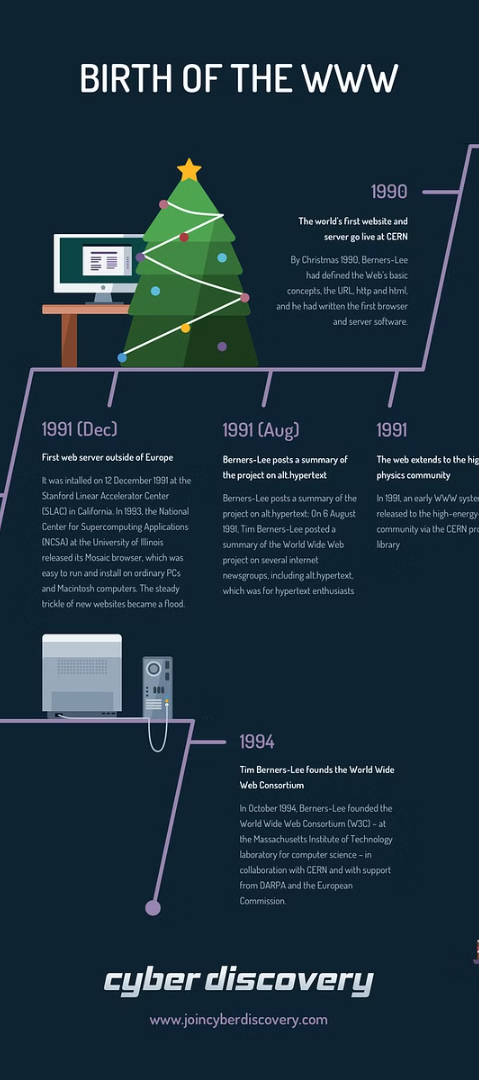 BIRTH OF THE WWW
1990
The world's first website and
server go live at CERN
By Christmas 1990, Berners-Lee
had defined the Web's basic
concepts, the URL, http and html,
and he had written the first browser
and server software.
1991 (Dec)
First web server outside of Europe
It was intalled on 12 December 1991 at the
Stanford Linear Accelerator Center
(SLAC) in California. In 1993, the National
Center for Supercomputing Applications
(NCSA) at the University of Illinois
released its Mosaic browser, which was
easy to run and install on ordinary PCs
and Macintosh computers. The steady
trickle of new websites became a flood.
1991 (Aug)
Berners-Lee posts a summary of
the project on alt.hypertext
Berners-Lee posts a summary of the
project on alt.hypertext: On 6 August
1991, Tim Berners-Lee posted a
summary of the World Wide Web
project on several internet
newsgroups, including alt.hypertext,
which was for hypertext enthusiasts
1991
The web extends to the hig
physics community
In 1991, an early WWW syste
released to the high-energy-
community via the CERN pro
library
1994
Tim Berners-Lee founds the World Wide
Web Consortium
In October 1994, Berners-Lee founded the
World Wide Web Consortium (W3C) – at
the Massachusetts Institute of Technology
laboratory for computer science – in
collaboration with CERN and with support
from DARPA and the European
Commission.
cyber discovery
www.joincyberdiscovery.com